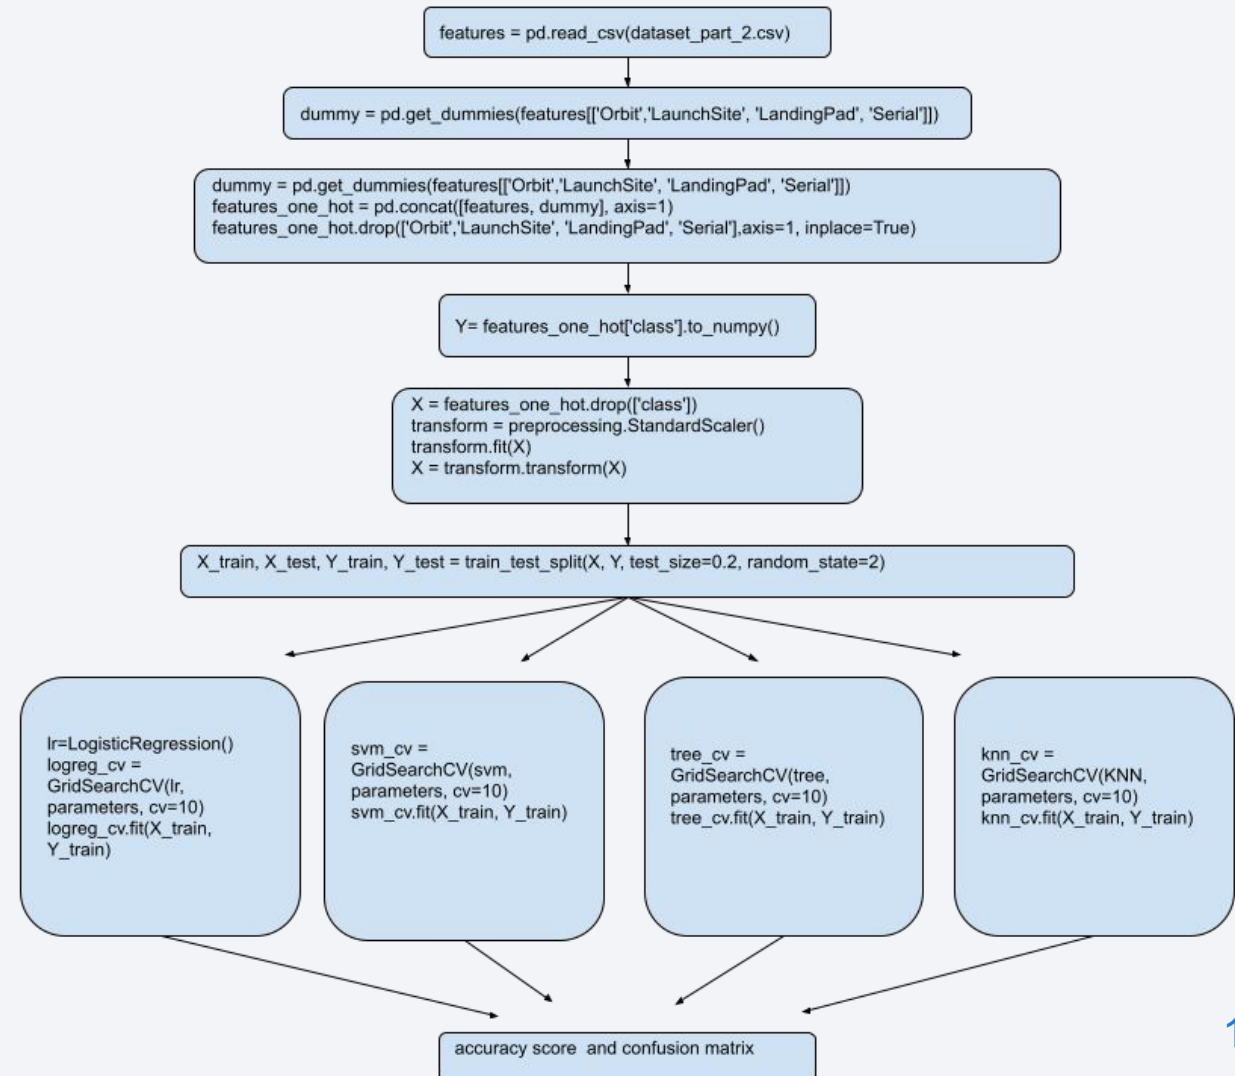 features = pd.read_csv(dataset_part_2.csv)
dummy = pd.get_dummies(features[['Orbit','LaunchSite', 'LandingPad', 'Serial']])
dummy = pd.get_dummies(features[['Orbit','LaunchSite', 'LandingPad', 'Serial']])
features_one_hot = pd.concat([features, dummy], axis=1)
features_one_hot.drop(['Orbit','LaunchSite', 'LandingPad', 'Serial'],axis=1, inplace=True)
Y= features_one_hot['class'].to_numpy()
X = features_one_hot.drop(['class'])
transform = preprocessing.StandardScaler()
transform.fit(X)
X = transform.transform(X)
X_train, X_test, Y_train, Y_test = train_test_split(X, Y, test_size=0.2, random_state=2)
lr=LogisticRegression()
logreg_cv =
GridSearchCV(lr,
parameters, cv=10)
logreg_cv.fit(X_train,
Y_train)
svm_cv =
GridSearchCV(svm,
parameters, cv=10)
svm_cv.fit(X_train, Y_train)
tree_cv =
GridSearchCV(tree,
parameters, cv=10)
tree_cv.fit(X_train, Y_train)
knn_cv =
GridSearchCV(KNN,
parameters, cv=10)
knn_cv.fit(X_train, Y_train)
accuracy score  and confusion matrix